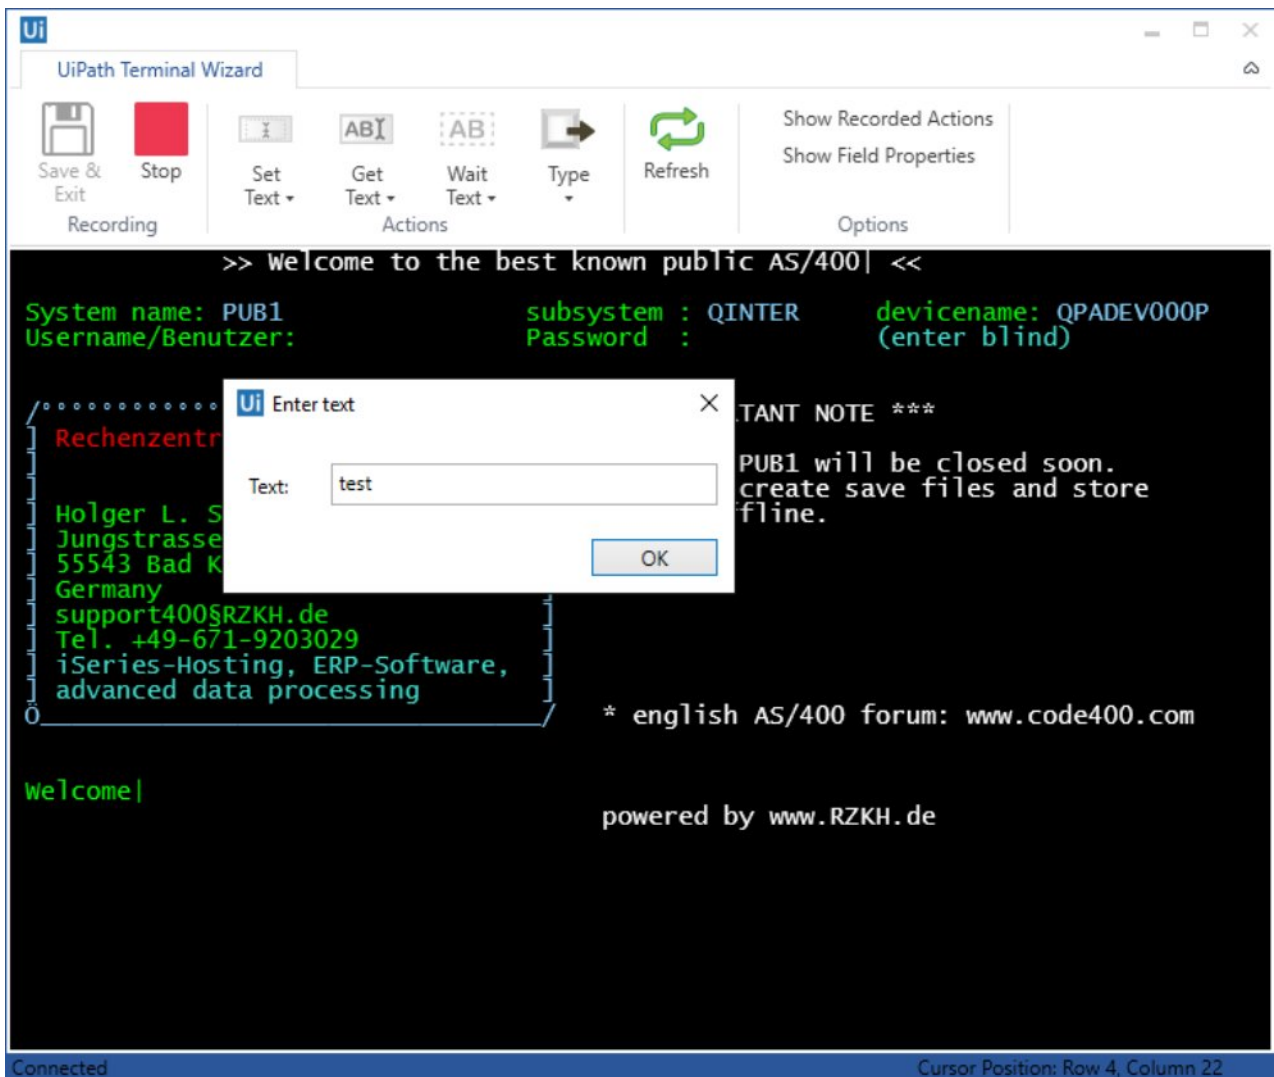 Ui
UiPath Terminal Wizard
Save & Exit
Stop
Set Text
Get Text
Wait Text
Type
Refresh
Show Recorded Actions
Show Field Properties
Recording
Actions
Options
>> Welcome to the best known public AS/400| <<
System name: PUB1 subsystem : QINTER devicename: QPADEV000P
Username/Benutzer: Password : (enter blind)
Ui Enter text
Text: test
OK
TANT NOTE ***
] Rechenzentr
PUB1 will be closed soon.
create save files and store
fline.
] Holger L. S
] Jungstrasse
] 55543 Bad K
] Germany ]
] support400§RZKH.de ]
] Tel. +49-671-9203029 ]
] iSeries-Hosting, ERP-Software, ]
] advanced data processing ]
Ö_________________________________/ * english AS/400 forum: www.code400.com
Welcome|
powered by www.RZKH.de
Connected Cursor Position: Row 4, Column 22